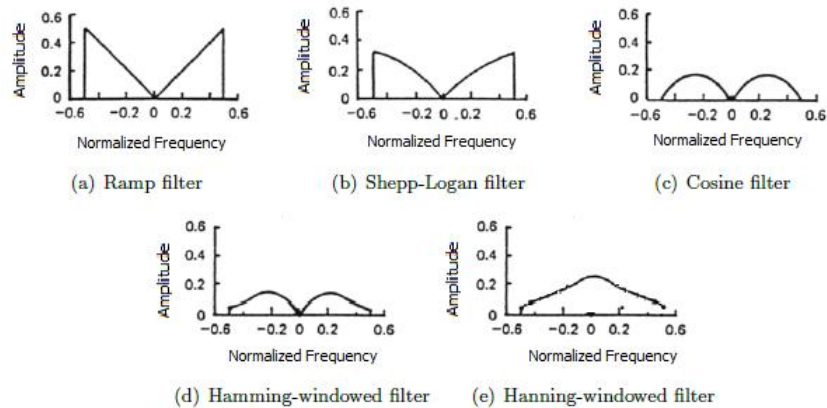 0.6
0.4
0.2
0
Amplitude
−0.6 −0.2 0 0.2 0.6
Normalized Frequency
(a) Ramp filter
0.6
0.4
0.2
0
Amplitude
−0.6 −0.2 0 0.2 0.6
Normalized Frequency
(b) Shepp-Logan filter
0.6
0.4
0.2
0
Amplitude
−0.6 −0.2 0 0.2 0.6
Normalized Frequency
(c) Cosine filter
0.6
0.4
0.2
0
Amplitude
−0.6 −0.2 0 0.2 0.6
Normalized Frequency
(d) Hamming-windowed filter
0.6
0.4
0.2
0
Amplitude
−0.6 −0.2 0 0.2 0.6
Normalized Frequency
(e) Hanning-windowed filter